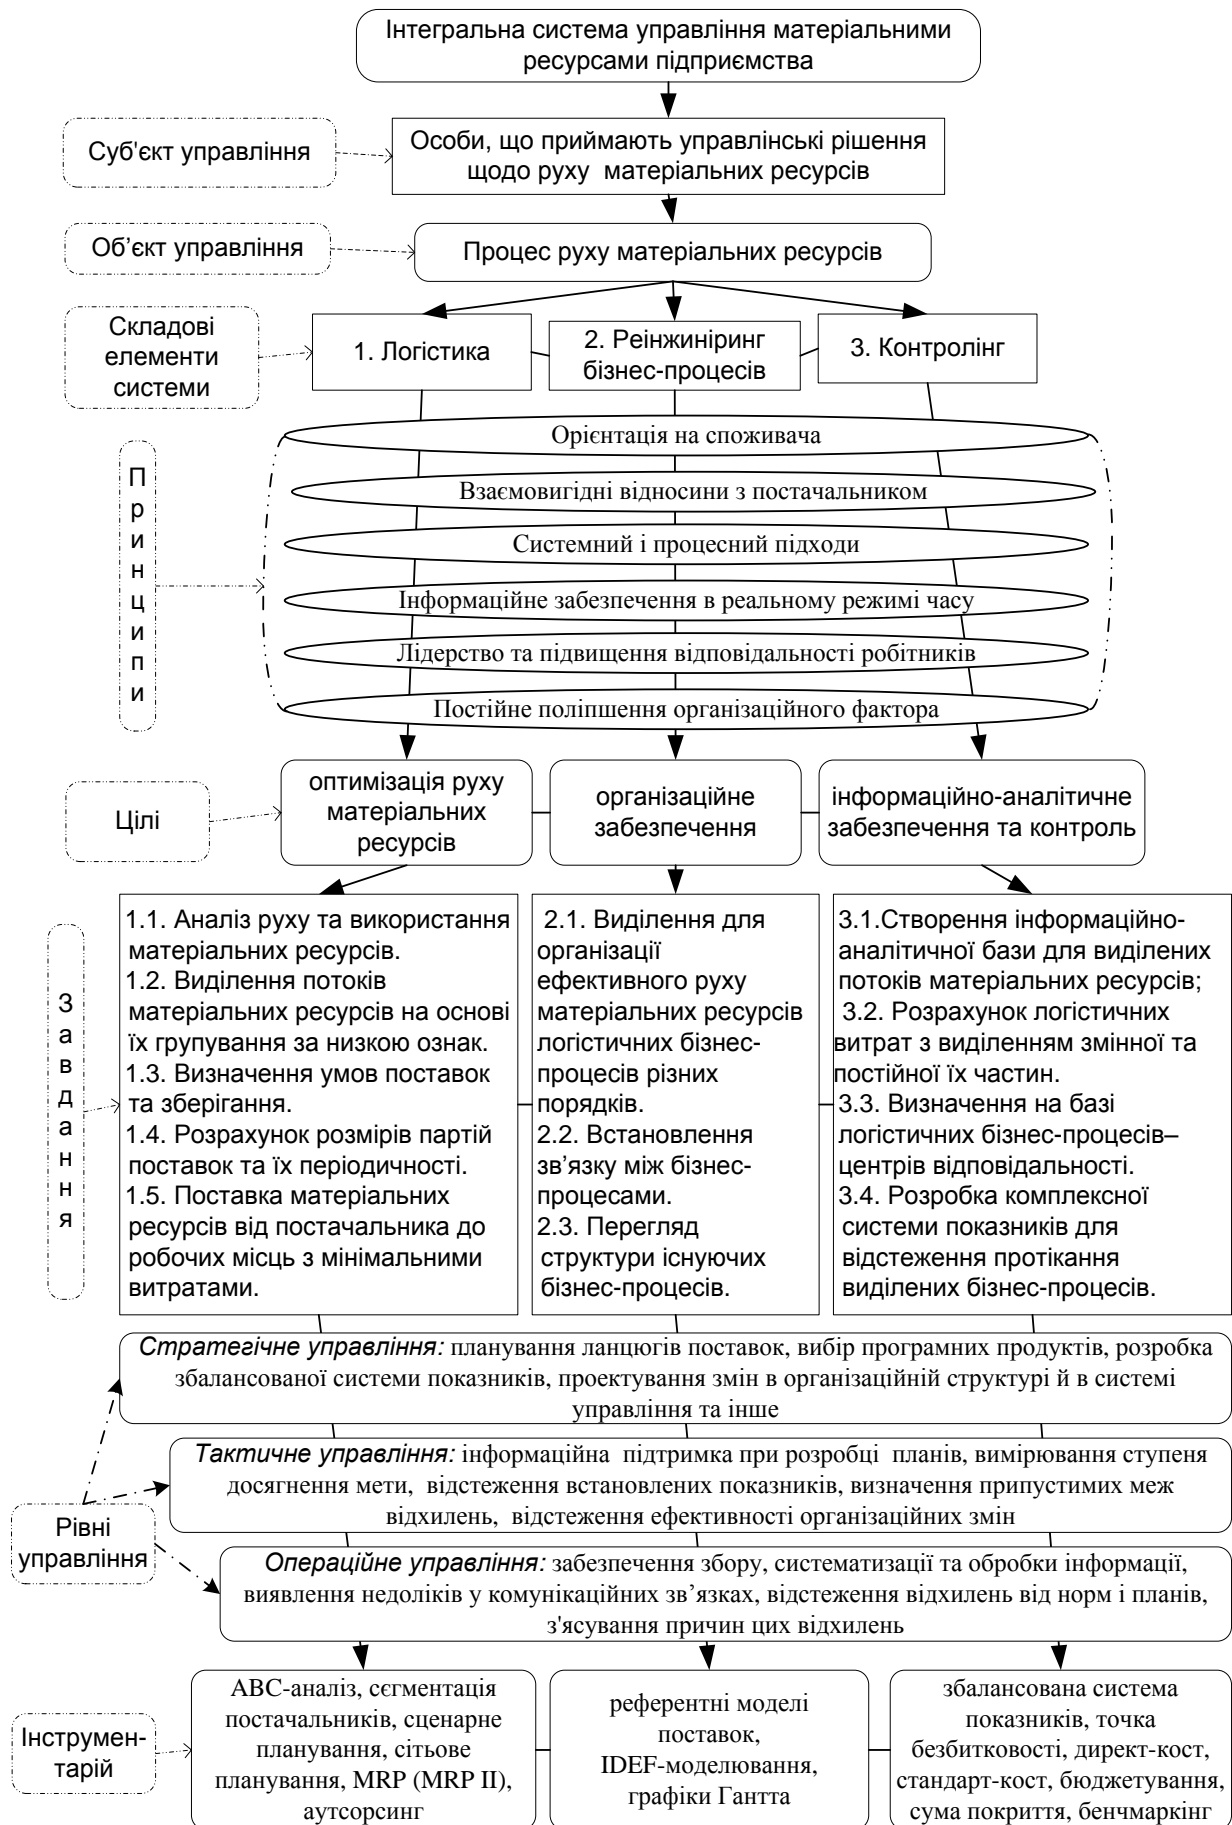 Інтегральна система управління матеріальними
ресурсами підприємства
Суб'єкт управління
Особи, що приймають управлінські рішення
щодо руху матеріальних ресурсів
Об’єкт управління
Процес руху матеріальних ресурсів
Складові
елементи
системи
1. Логістика
2. Реінжиніринг
бізнес-процесів
3. Контролінг
Принципи
Орієнтація на споживача
Взаємовигідні відносини з постачальником
Системний і процесний підходи
Інформаційне забезпечення в реальному режимі часу
Лідерство та підвищення відповідальності робітників
Постійне поліпшення організаційного фактора
Цілі
оптимізація руху
матеріальних
ресурсів
організаційне
забезпечення
інформаційно-аналітичне
забезпечення та контроль
Завдання
1.1. Аналіз руху та використання
матеріальних ресурсів.
1.2. Виділення потоків
матеріальних ресурсів на основі
їх групування за низкою ознак.
1.3. Визначення умов поставок
та зберігання.
1.4. Розрахунок розмірів партій
поставок та їх періодичності.
1.5. Поставка матеріальних
ресурсів від постачальника до
робочих місць з мінімальними
витратами.
2.1. Виділення для
організації
ефективного руху
матеріальних ресурсів
логістичних бізнес-
процесів різних
порядків.
2.2. Встановлення
зв’язку між бізнес-
процесами.
2.3. Перегляд
структури існуючих
бізнес-процесів.
3.1.Створення інформаційно-
аналітичної бази для виділених
потоків матеріальних ресурсів;
3.2. Розрахунок логістичних
витрат з виділенням змінної та
постійної їх частин.
3.3. Визначення на базі
логістичних бізнес-процесів–
центрів відповідальності.
3.4. Розробка комплексної
системи показників для
відстеження протікання
виділених бізнес-процесів.
Стратегічне управління: планування ланцюгів поставок, вибір програмних продуктів, розробка
збалансованої системи показників, проектування змін в організаційній структурі й в системі
управління та інше
Тактичне управління: інформаційна підтримка при розробці планів, вимірювання ступеня
досягнення мети, відстеження встановлених показників, визначення припустимих меж
відхилень, відстеження ефективності організаційних змін
Рівні
управління
Операційне управління: забезпечення збору, систематизації та обробки інформації,
виявлення недоліків у комунікаційних зв’язках, відстеження відхилень від норм і планів,
з'ясування причин цих відхилень
Інструмен-
тарій
АВС-аналіз, сєгментація
постачальників, сценарне
планування, сітьове
планування, MRP (MRP II),
аутсорсинг
референтні моделі
поставок,
IDEF-моделювання,
графіки Гантта
збалансована система
показників, точка
безбитковості, директ-кост,
стандарт-кост, бюджетування,
сума покриття, бенчмаркінг